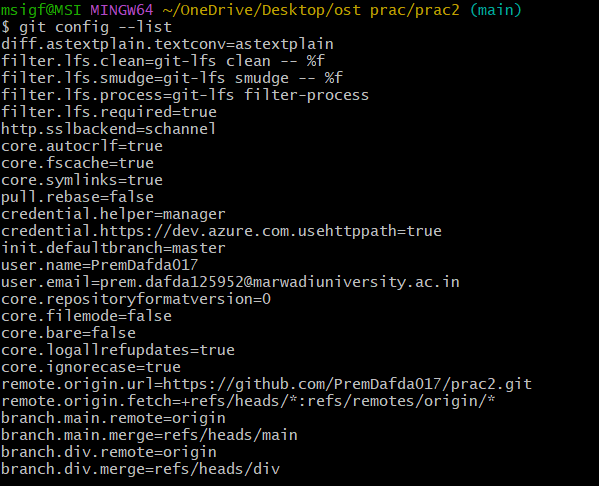 msigf@MSI MINGW64 ~/OneDrive/Desktop/ost prac/prac2 (main)
$ git config --list
diff.astextplain.textconv=astextplain
filter.lfs.clean=git-lfs clean -- %f
filter.lfs.smudge=git-lfs smudge -- %f
filter.lfs.process=git-lfs filter-process
filter.lfs.required=true
http.sslbackend=schannel
core.autocrlf=true
core.fscache=true
core.symlinks=true
pull.rebase=false
credential.helper=manager
credential.https://dev.azure.com.usehttppath=true
init.defaultbranch=master
user.name=PremDafda017
user.email=prem.dafda125952@marwadiuniversity.ac.in
core.repositoryformatversion=0
core.filemode=false
core.bare=false
core.logallrefupdates=true
core.ignorecase=true
remote.origin.url=https://github.com/PremDafda017/prac2.git
remote.origin.fetch=+refs/heads/*:refs/remotes/origin/*
branch.main.remote=origin
branch.main.merge=refs/heads/main
branch.div.remote=origin
branch.div.merge=refs/heads/div